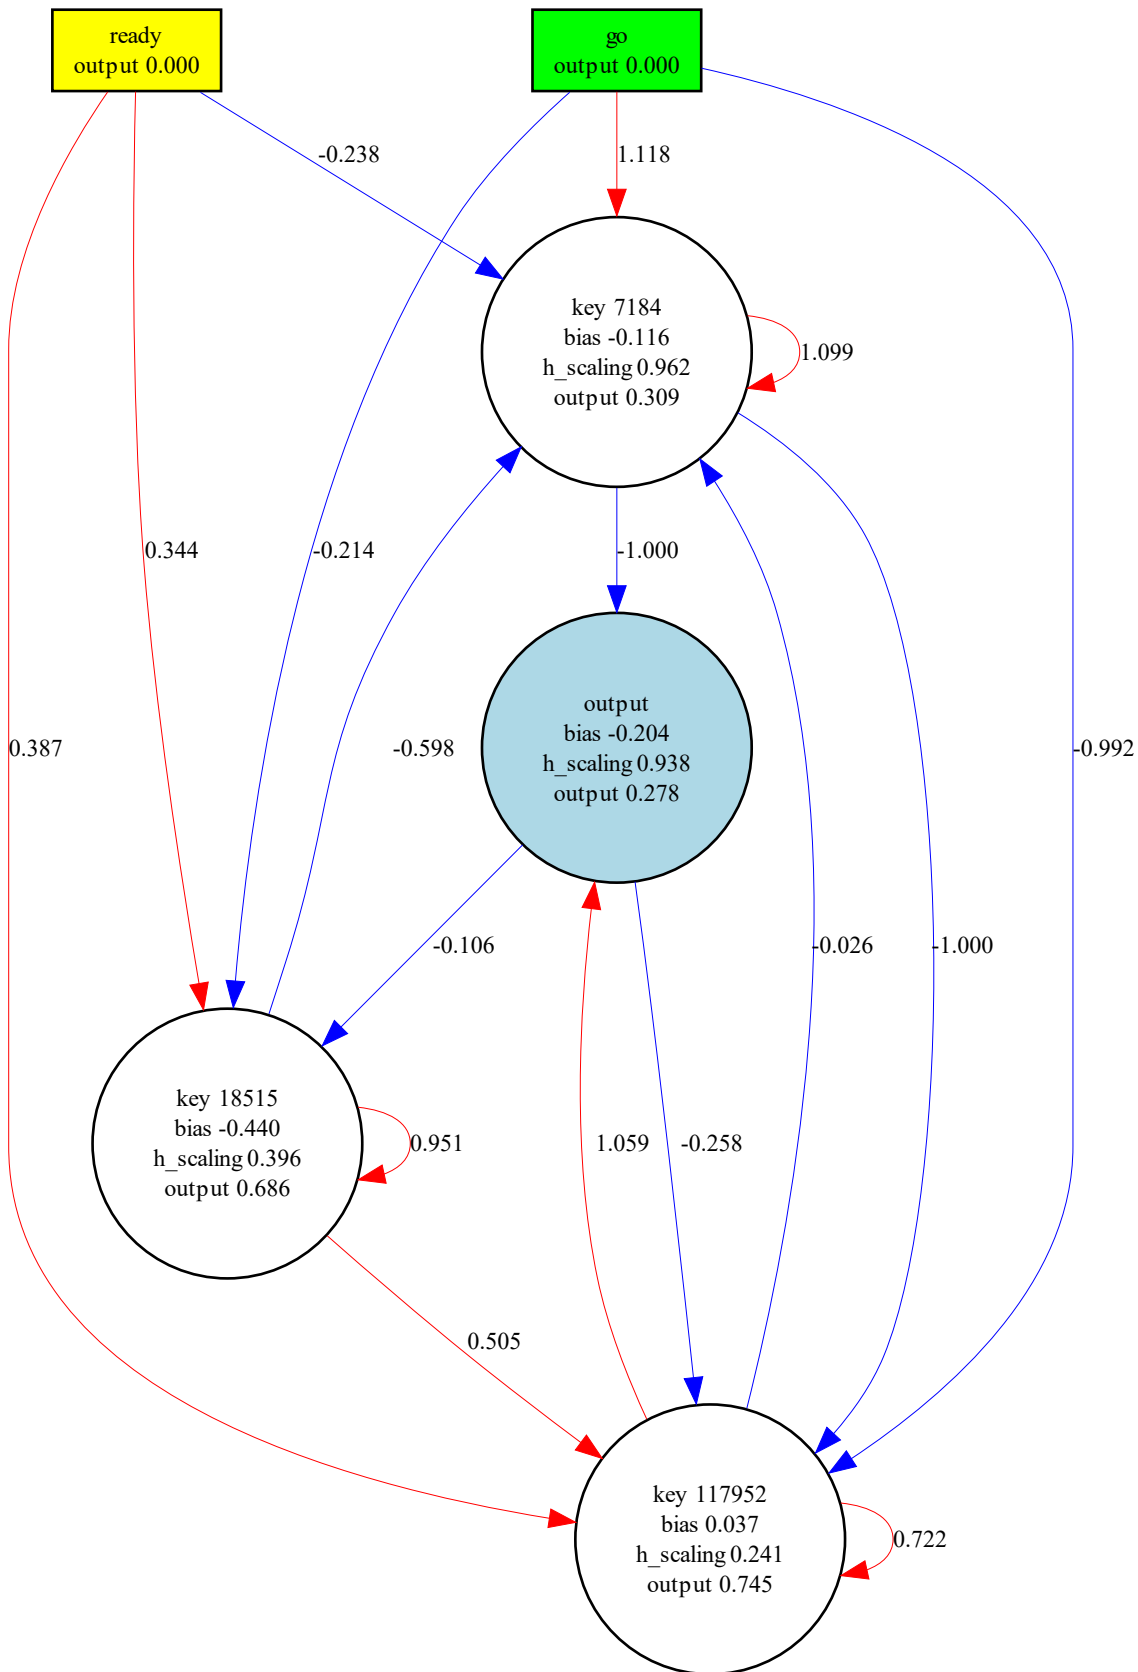 ready
output 0.000
go
output 0.000
-0.238
1.118
key 7184
bias -0.116
h_scaling 0.962
output 0.309
1.099
0.344
-0.214
-1.000
output
bias -0.204
h_scaling 0.938
output 0.278
0.387
-0.598
-0.992
-0.106
-0.026
-1.000
key 18515
bias -0.440
h_scaling 0.396
output 0.686
0.951
1.059
-0.258
0.505
key 117952
bias 0.037
h_scaling 0.241
output 0.745
0.722